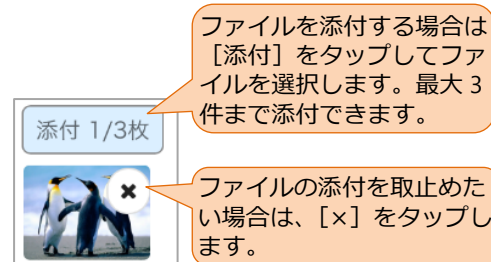 ファイルを添付する場合は
［添付］をタップしてファ
イルを選択します。最大 3
件まで添付できます。
添付 1/3枚
ファイルの添付を取止めた
い場合は、［×］をタップし
ます。